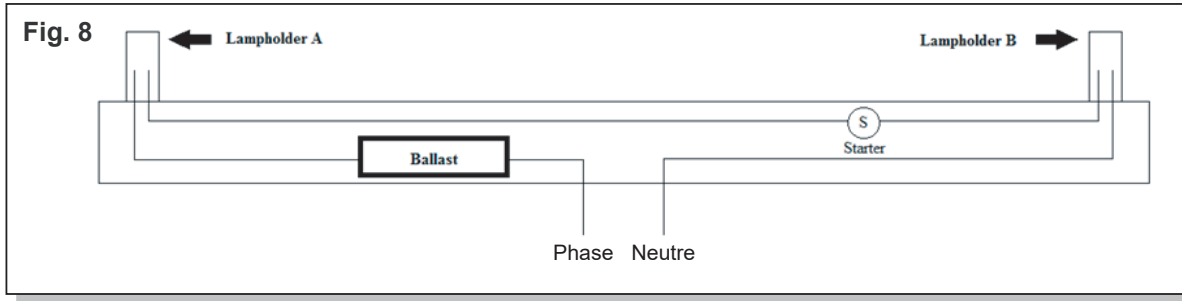 Fig. 8
Lampholder A
Lampholder B
S
Starter
Ballast
Phase Neutre